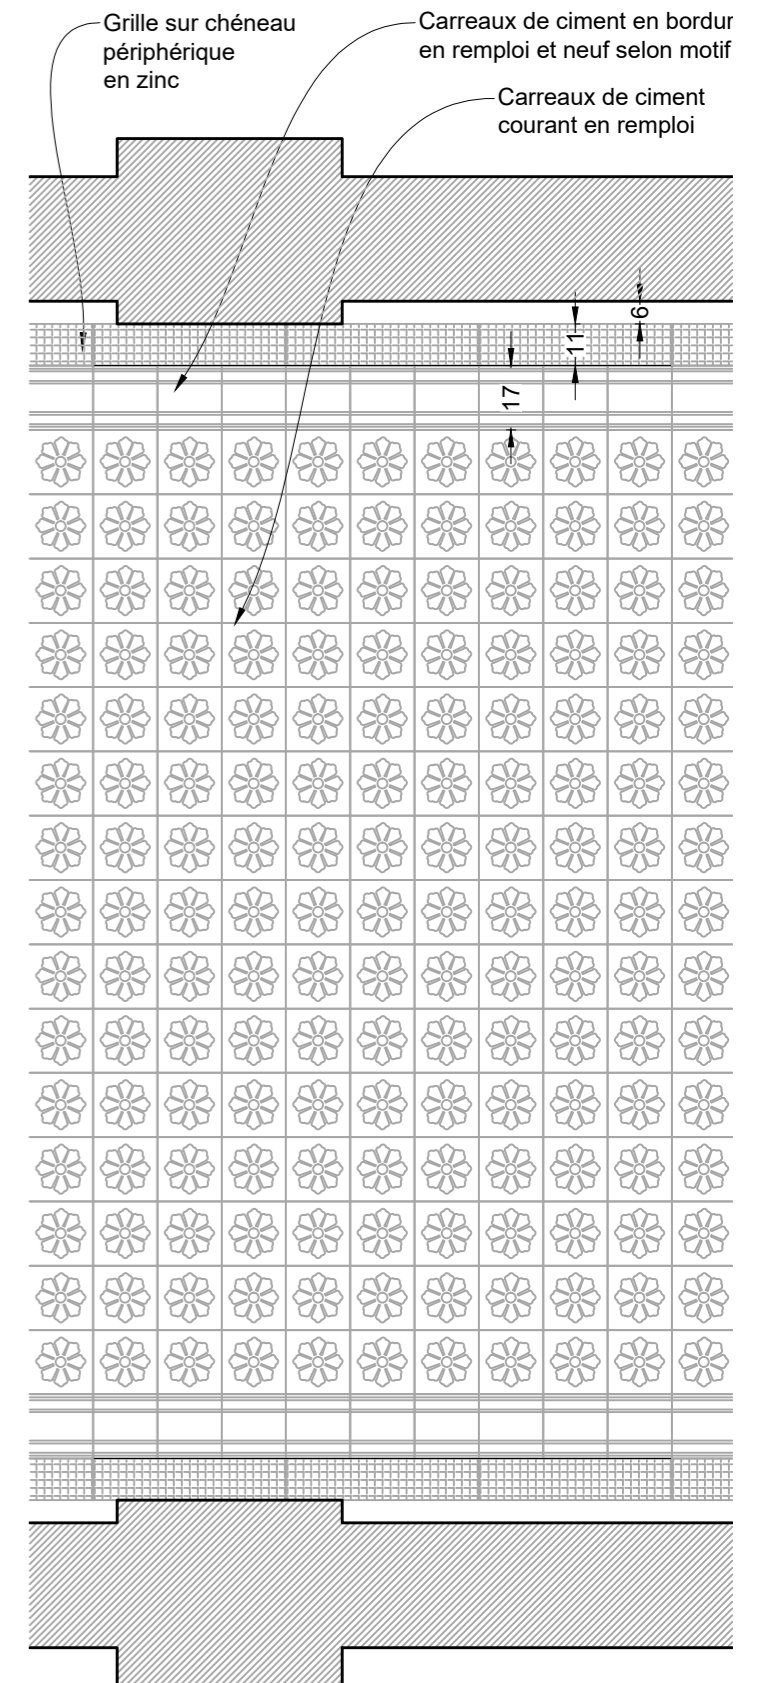 Grille sur chéneau
périphérique
en zinc
Carreaux de ciment en bordur
en remploi et neuf selon motif
Carreaux de ciment
courant en remploi
6
11
17